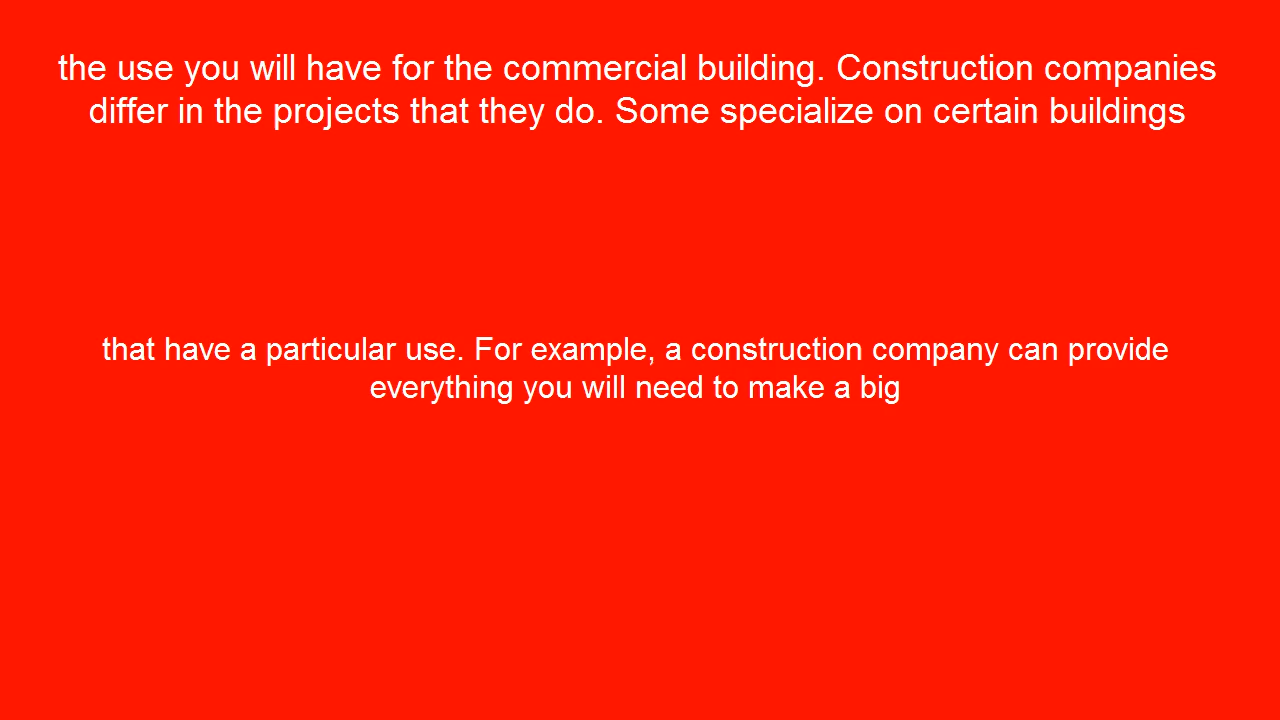 the use you will have for the commercial building. Construction companies
differ in the projects that they do. Some specialize on certain buildings
that have a particular use. For example, a construction company can provide
everything you will need to make a big